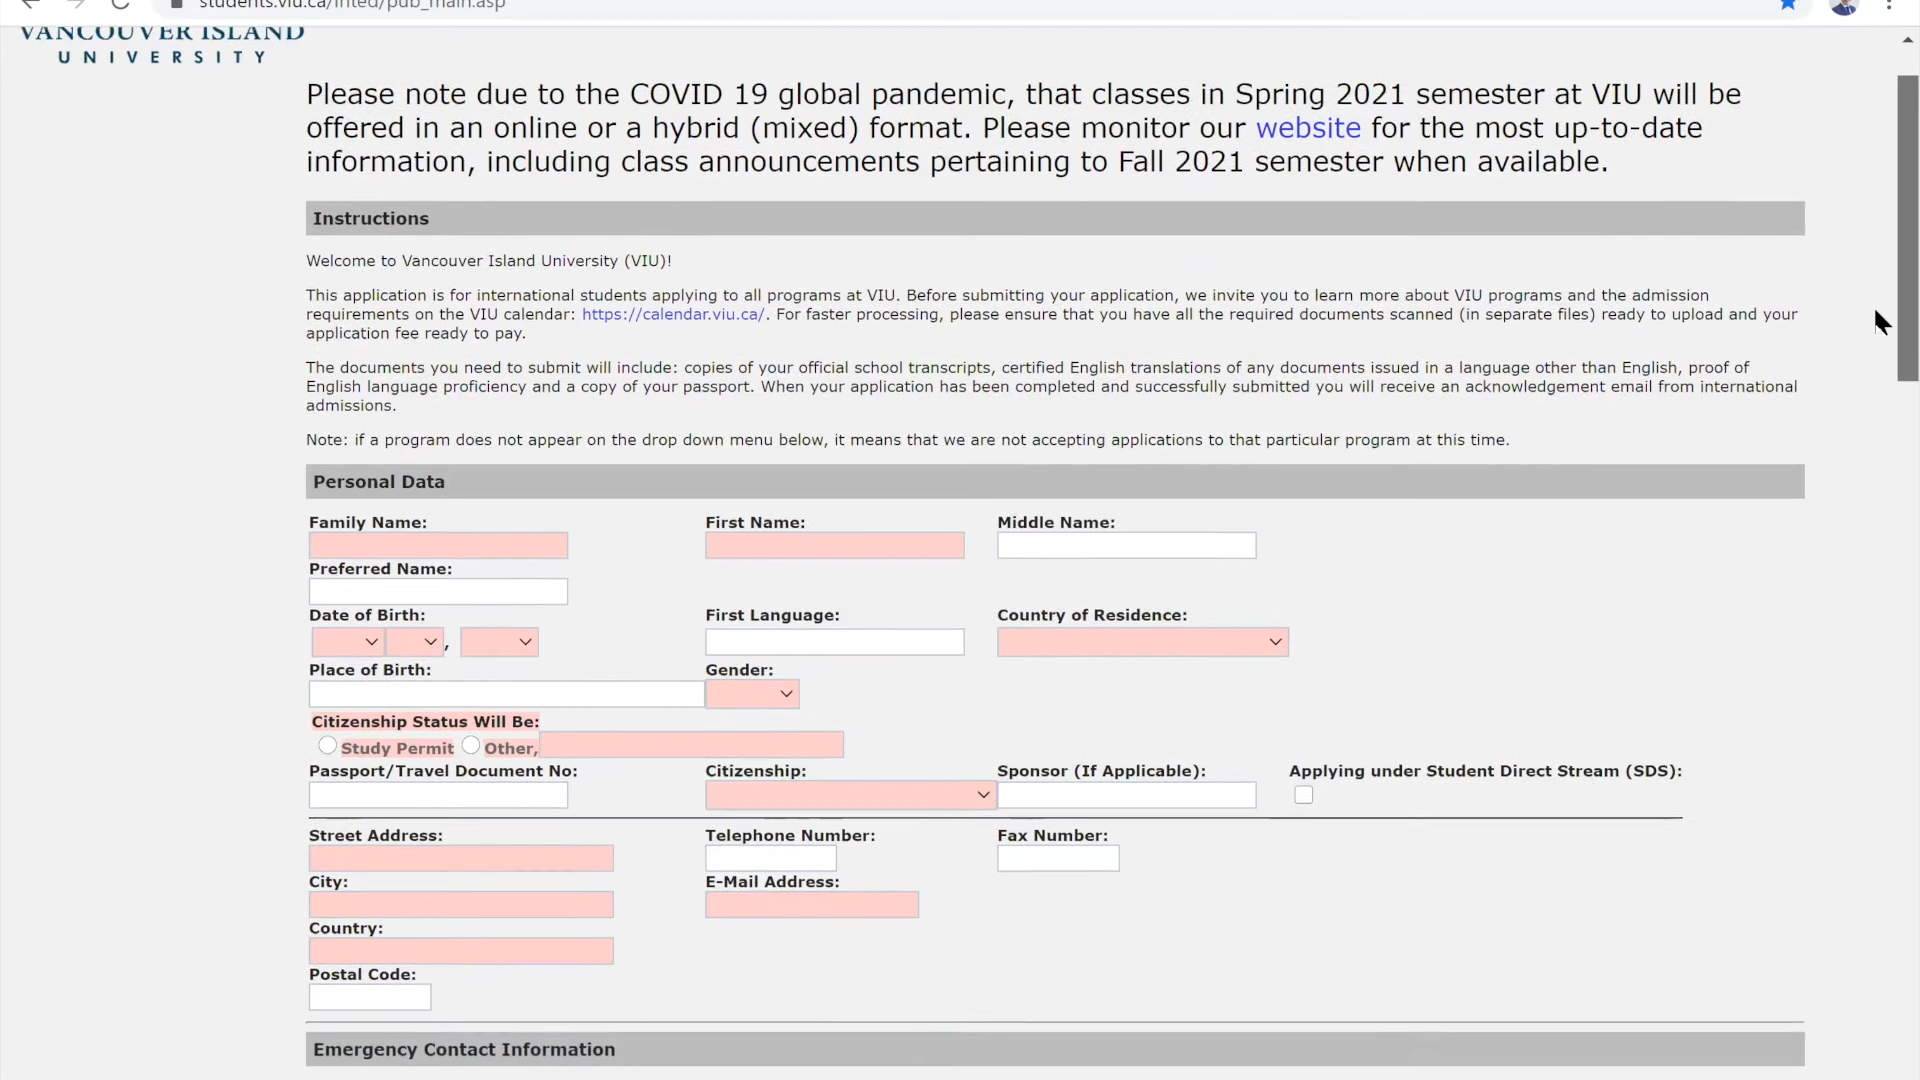 students.viu.ca/inted/pub_main.asp
VANCOUVER ISLAND
UNIVERSITY
Please note due to the COVID 19 global pandemic, that classes in Spring 2021 semester at VIU will be
offered in an online or a hybrid (mixed) format. Please monitor our website for the most up-to-date
information, including class announcements pertaining to Fall 2021 semester when available.
Instructions
Welcome to Vancouver Island University (VIU)!
This application is for international students applying to all programs at VIU. Before submitting your application, we invite you to learn more about VIU programs and the admission
requirements on the VIU calendar: https://calendar.viu.ca/. For faster processing, please ensure that you have all the required documents scanned (in separate files) ready to upload and your
application fee ready to pay.
The documents you need to submit will include: copies of your official school transcripts, certified English translations of any documents issued in a language other than English, proof of
English language proficiency and a copy of your passport. When your application has been completed and successfully submitted you will receive an acknowledgement email from international
admissions.
Note: if a program does not appear on the drop down menu below, it means that we are not accepting applications to that particular program at this time.
Personal Data
Family Name: First Name: Middle Name:
Preferred Name:
Date of Birth: First Language: Country of Residence:
,
Place of Birth: Gender:
Citizenship Status Will Be:
Study Permit Other,
Passport/Travel Document No: Citizenship: Sponsor (If Applicable): Applying under Student Direct Stream (SDS):
Street Address: Telephone Number: Fax Number:
City: E-Mail Address:
Country:
Postal Code:
Emergency Contact Information